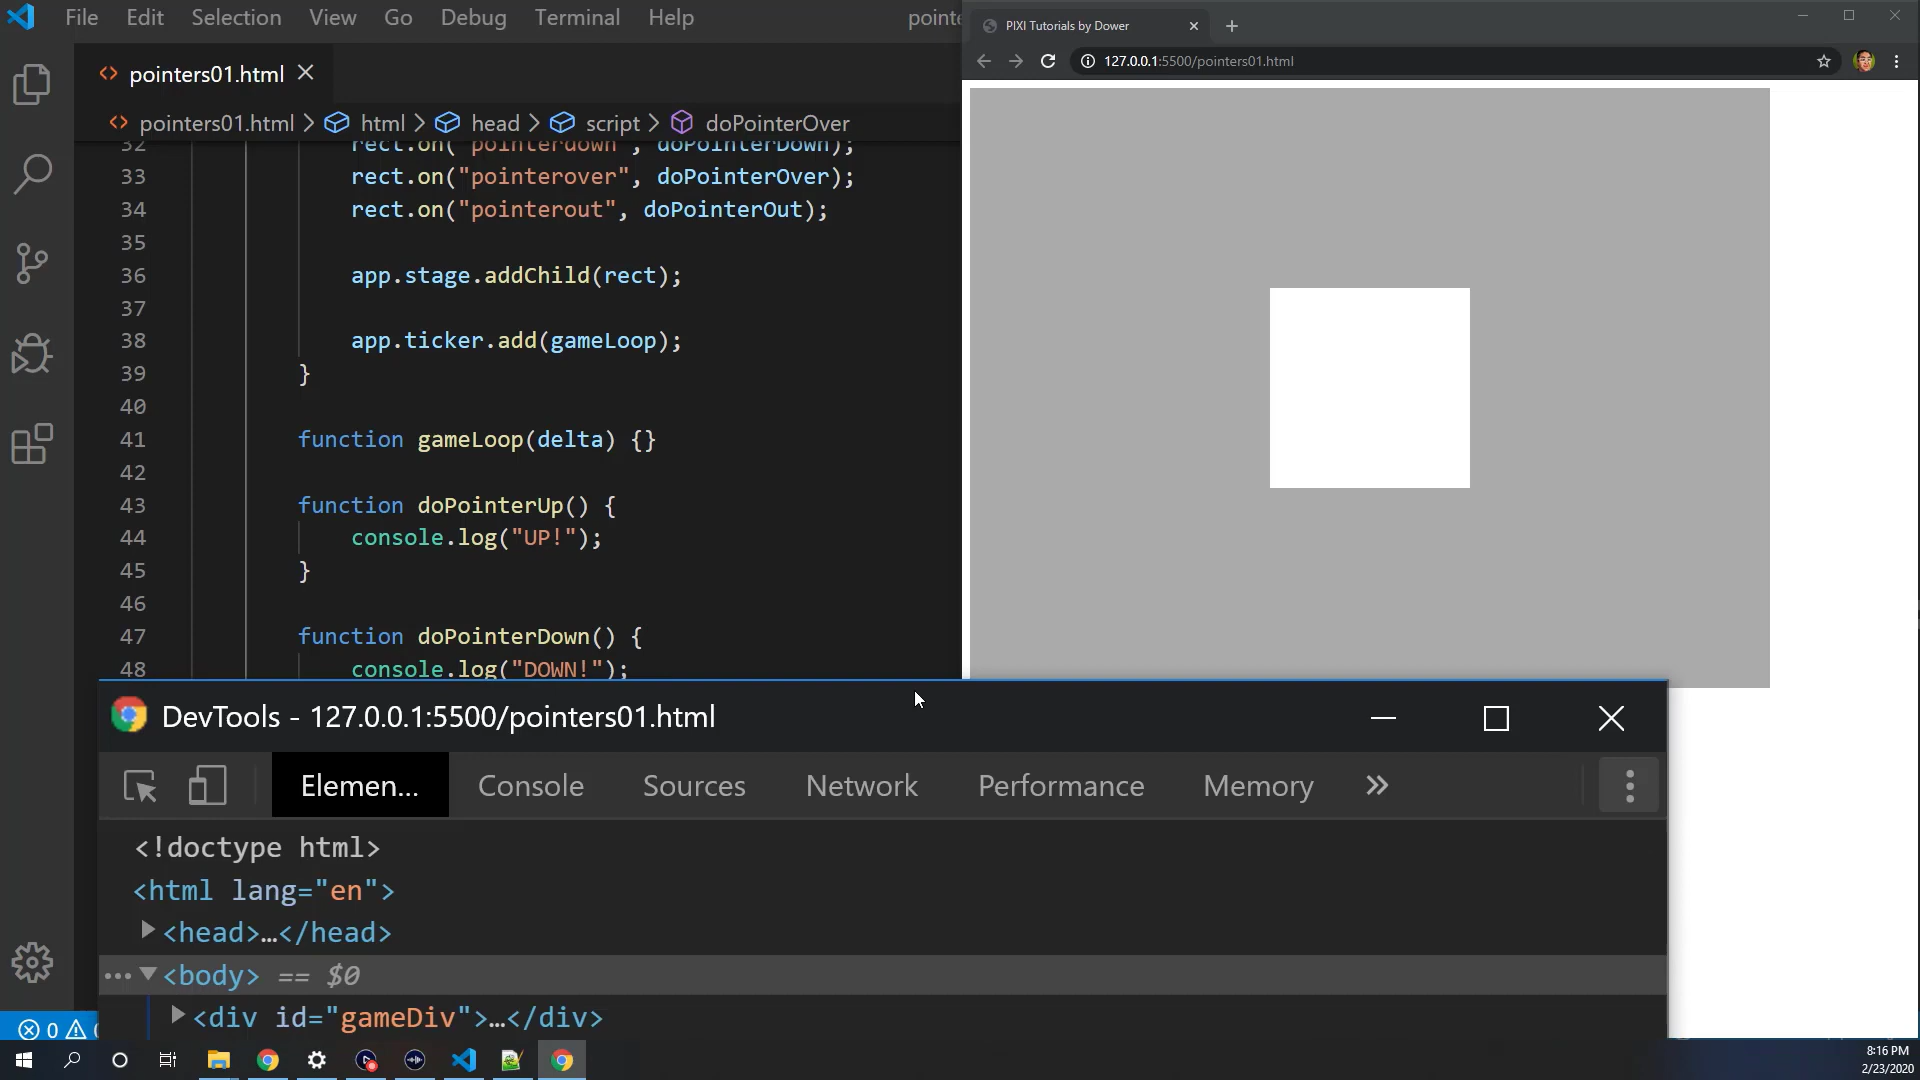 File Edit Selection View Go Debug Terminal Help
pointe
pointers01.html
pointers01.html > html > head > script > doPointerOver
32 rect.on("pointerdown", doPointerDown);
33 rect.on("pointerover", doPointerOver);
34 rect.on("pointerout", doPointerOut);
35
36 app.stage.addChild(rect);
37
38 app.ticker.add(gameLoop);
39 }
40
41 function gameLoop(delta) {}
42
43 function doPointerUp() {
44 console.log("UP!");
45 }
46
47 function doPointerDown() {
48 console.log("DOWN!");
0
PIXI Tutorials by Dower
127.0.0.1:5500/pointers01.html
DevTools - 127.0.0.1:5500/pointers01.html
Elemen... Console Sources Network Performance Memory »
<!doctype html>
<html lang="en">
<head>…</head>
<body> == $0
<div id="gameDiv">…</div>
8:16 PM
2/23/2020